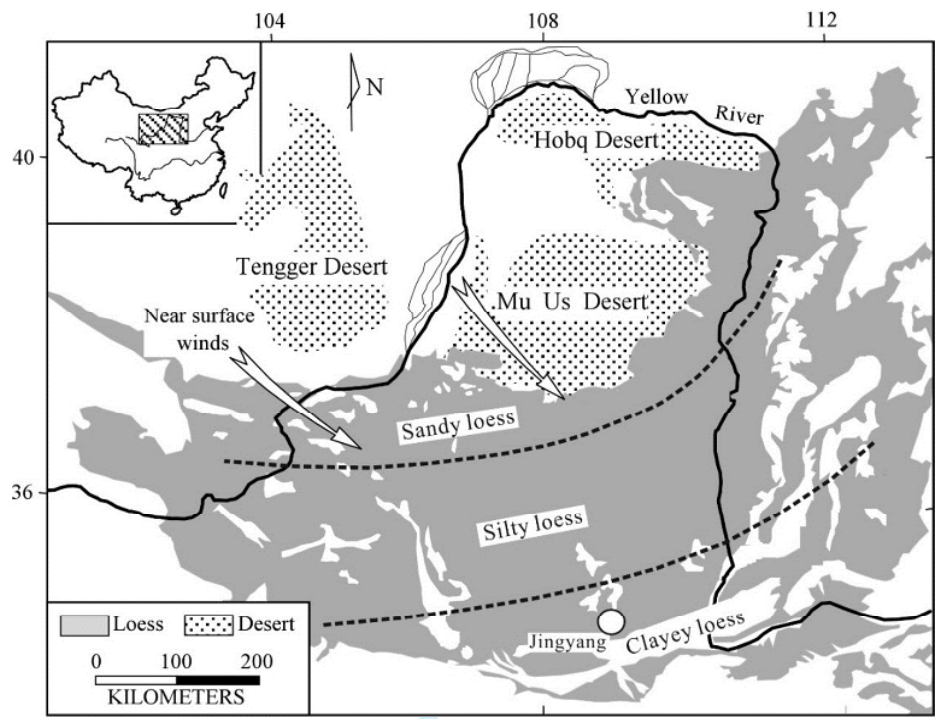 104 108 112
N
Yellow River
40
Hobq Desert
Tengger Desert
Mu Us Desert
Near surface
winds
Sandy loess
36
Silty loess
Loess Desert
Jingyang
Clayey loess
0 100 200
KILOMETERS